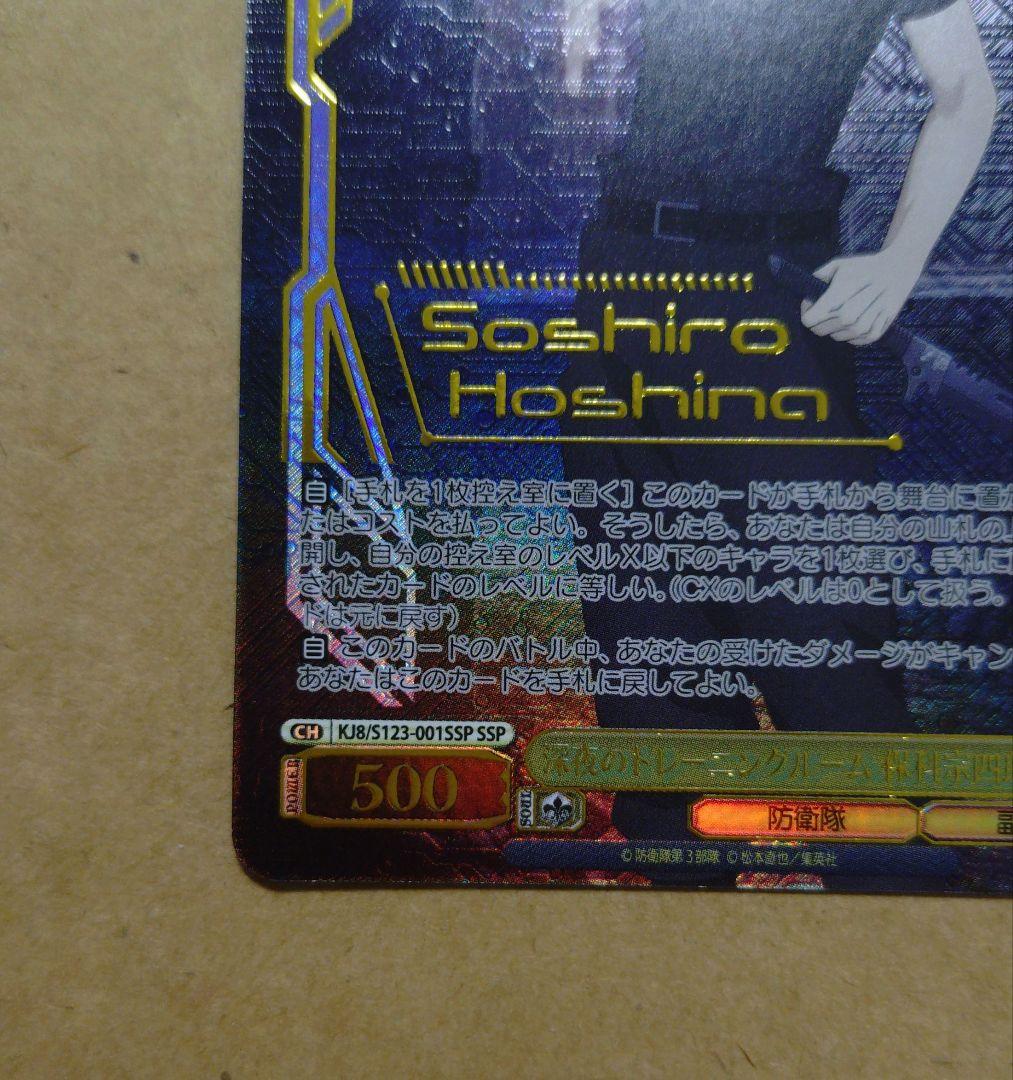 Soshiro
Hoshina
自 [手札を1枚控え室に置く] このカードが手札から舞台に置か
たはコストを払ってよい。そうしたら、あなたは自分の山札の上
開し、自分の控え室のレベルX以下のキャラを1枚選び、手札に
されたカードのレベルに等しい。(CXのレベルは0として扱う。
ドは元に戻す)
自 このカードのバトル中、あなたの受けたダメージがキャン
あなたはこのカードを手札に戻してよい。
CH KJ8/S123-001SSP SSP
POWER 500
深夜のトレーニングルーム 保科宗四郎
SOUL
防衛隊
©防衛隊第3部隊 ©松本直也／集英社